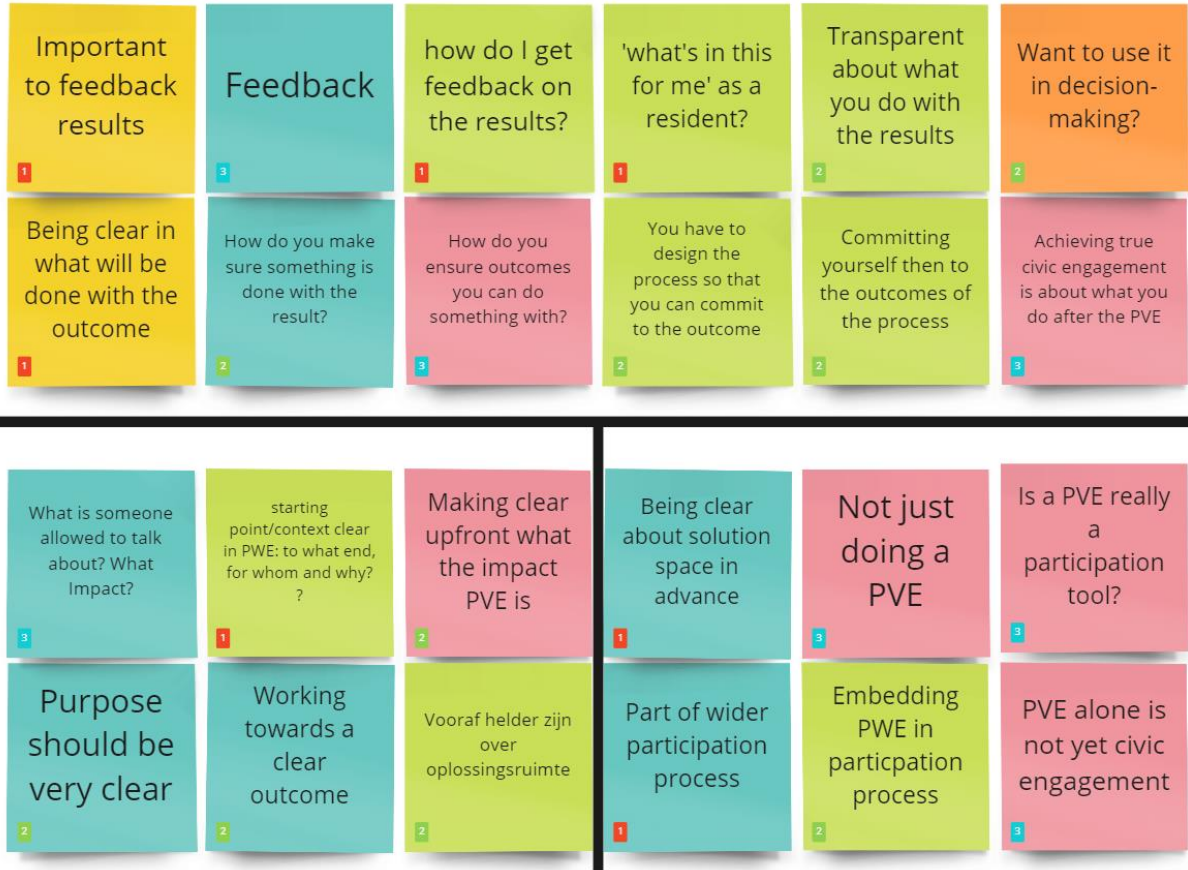 Important
to feedback
results
1
Feedback
3
how do I get
feedback on
the results?
1
'what's in this
for me' as a
resident?
1
Transparent
about what
you do with
the results
2
Want to use it
in decision-
making?
2
Being clear in
what will be
done with the
outcome
1
How do you make
sure something is
done with the
result?
2
How do you
ensure outcomes
you can do
something with?
3
You have to
design the
process so that
you can commit
to the outcome
2
Committing
yourself then to
the outcomes of
the process
2
Achieving true
civic engagement
is about what you
do after the PVE
3
What is someone
allowed to talk
about? What
Impact?
3
starting
point/context clear
in PWE: to what end,
for whom and why?
?
1
Making clear
upfront what
the impact
PVE is
2
Purpose
should be
very clear
2
Working
towards a
clear
outcome
2
Vooraf helder zijn
over
oplossingsruimte
2
Being clear
about solution
space in
advance
1
Not just
doing a
PVE
3
Is a PVE really
a
participation
tool?
3
Part of wider
participation
process
1
Embedding
PWE in
particpation
process
2
PVE alone is
not yet civic
engagement
3